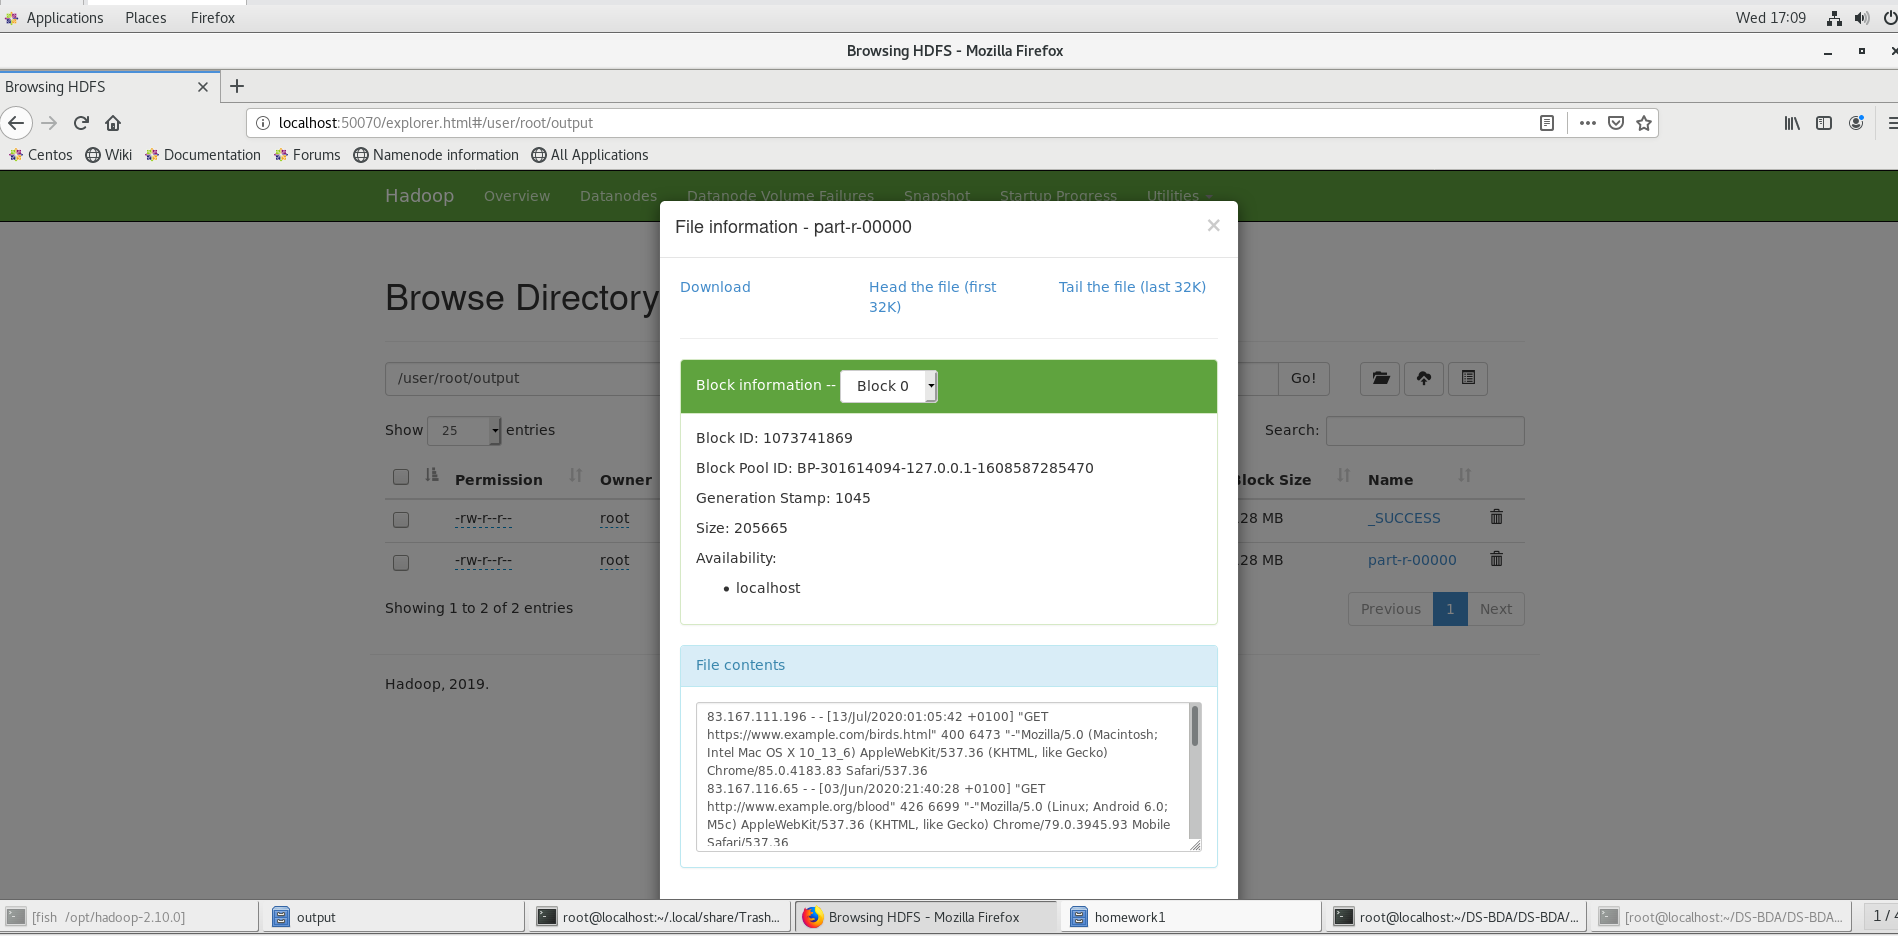 Applications Places Firefox Wed 17:09
Browsing HDFS - Mozilla Firefox
Browsing HDFS
localhost:50070/explorer.html#/user/root/output
Centos Wiki Documentation Forums Namenode information All Applications
Hadoop Overview Datanodes Datanode Volume Failures Snapshot Startup Progress Utilities
File information - part-r-00000 ×
Download Head the file (first Tail the file (last 32K)
32K)
Browse Directory
Block information -- Block 0
/user/root/output Go!
Block ID: 1073741869
Show 25 entries Search:
Block Pool ID: BP-301614094-127.0.0.1-1608587285470
Permission Owner Block Size Name
Generation Stamp: 1045
-rw-r--r-- root 28 MB _SUCCESS
Size: 205665
Availability:
-rw-r--r-- root 28 MB part-r-00000
• localhost
Showing 1 to 2 of 2 entries Previous 1 Next
File contents
Hadoop, 2019.
83.167.111.196 - - [13/Jul/2020:01:05:42 +0100] "GET
https://www.example.com/birds.html" 400 6473 "-"Mozilla/5.0 (Macintosh;
Intel Mac OS X 10_13_6) AppleWebKit/537.36 (KHTML, like Gecko)
Chrome/85.0.4183.83 Safari/537.36
83.167.116.65 - - [03/Jun/2020:21:40:28 +0100] "GET
http://www.example.org/blood" 426 6699 "-"Mozilla/5.0 (Linux; Android 6.0;
M5c) AppleWebKit/537.36 (KHTML, like Gecko) Chrome/79.0.3945.93 Mobile
Safari/537.36
[fish /opt/hadoop-2.10.0] output root@localhost:~/.local/share/Trash... Browsing HDFS - Mozilla Firefox homework1 root@localhost:~/DS-BDA/DS-BDA/... [root@localhost:~/DS-BDA/DS-BDA... 1 / 4